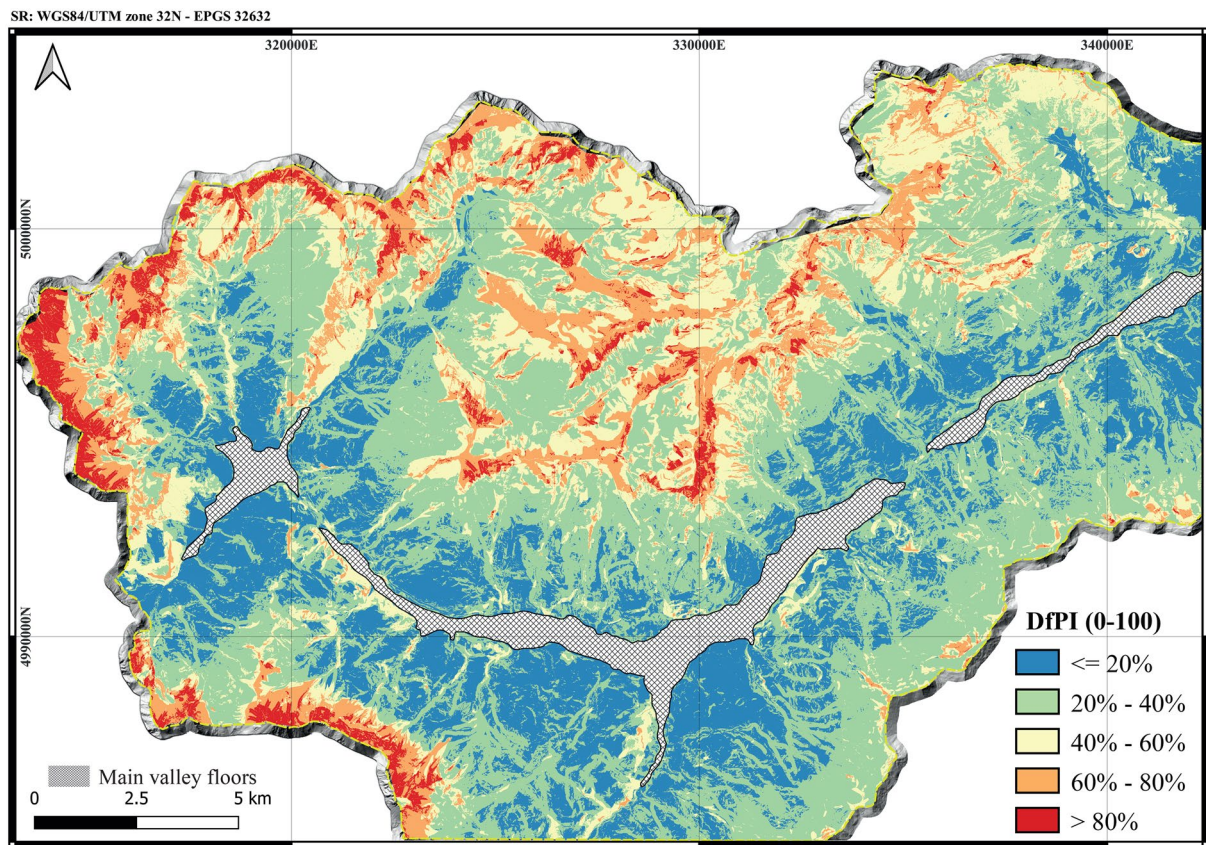 SR: WGS84/UTM zone 32N - EPGS 32632
320000E
330000E
340000E
5000000N
4990000N
DfPI (0-100)
<= 20%
20% - 40%
40% - 60%
60% - 80%
> 80%
Main valley floors
0 2.5 5 km